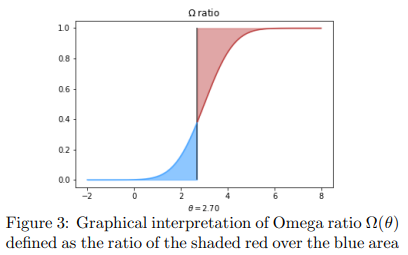 Ω ratio
1.0
0.8
0.6
0.4
0.2
0.0
−2 0 2 4 6 8
θ = 2.70
Figure 3: Graphical interpretation of Omega ratio Ω(θ)
defined as the ratio of the shaded red over the blue area